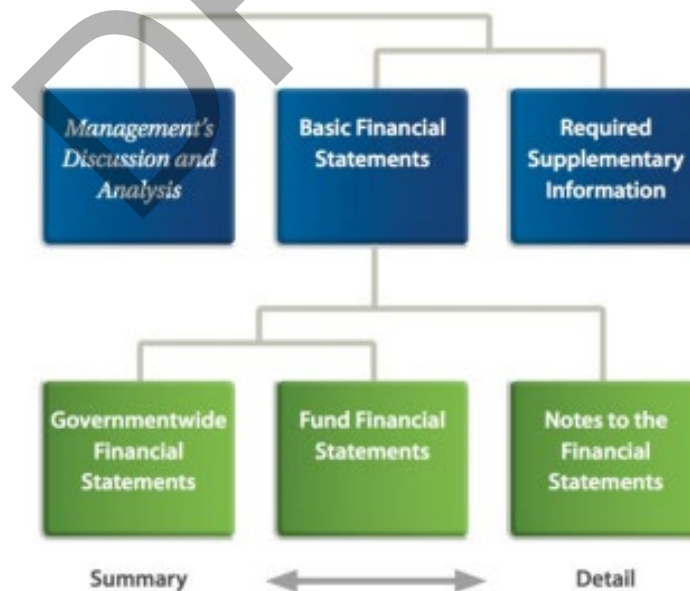 Management's
Discussion and
Analysis
Basic Financial
Statements
Required
Supplementary
Information
Governmentwide
Financial
Statements
Fund Financial
Statements
Notes to the
Financial
Statements
Summary
Detail